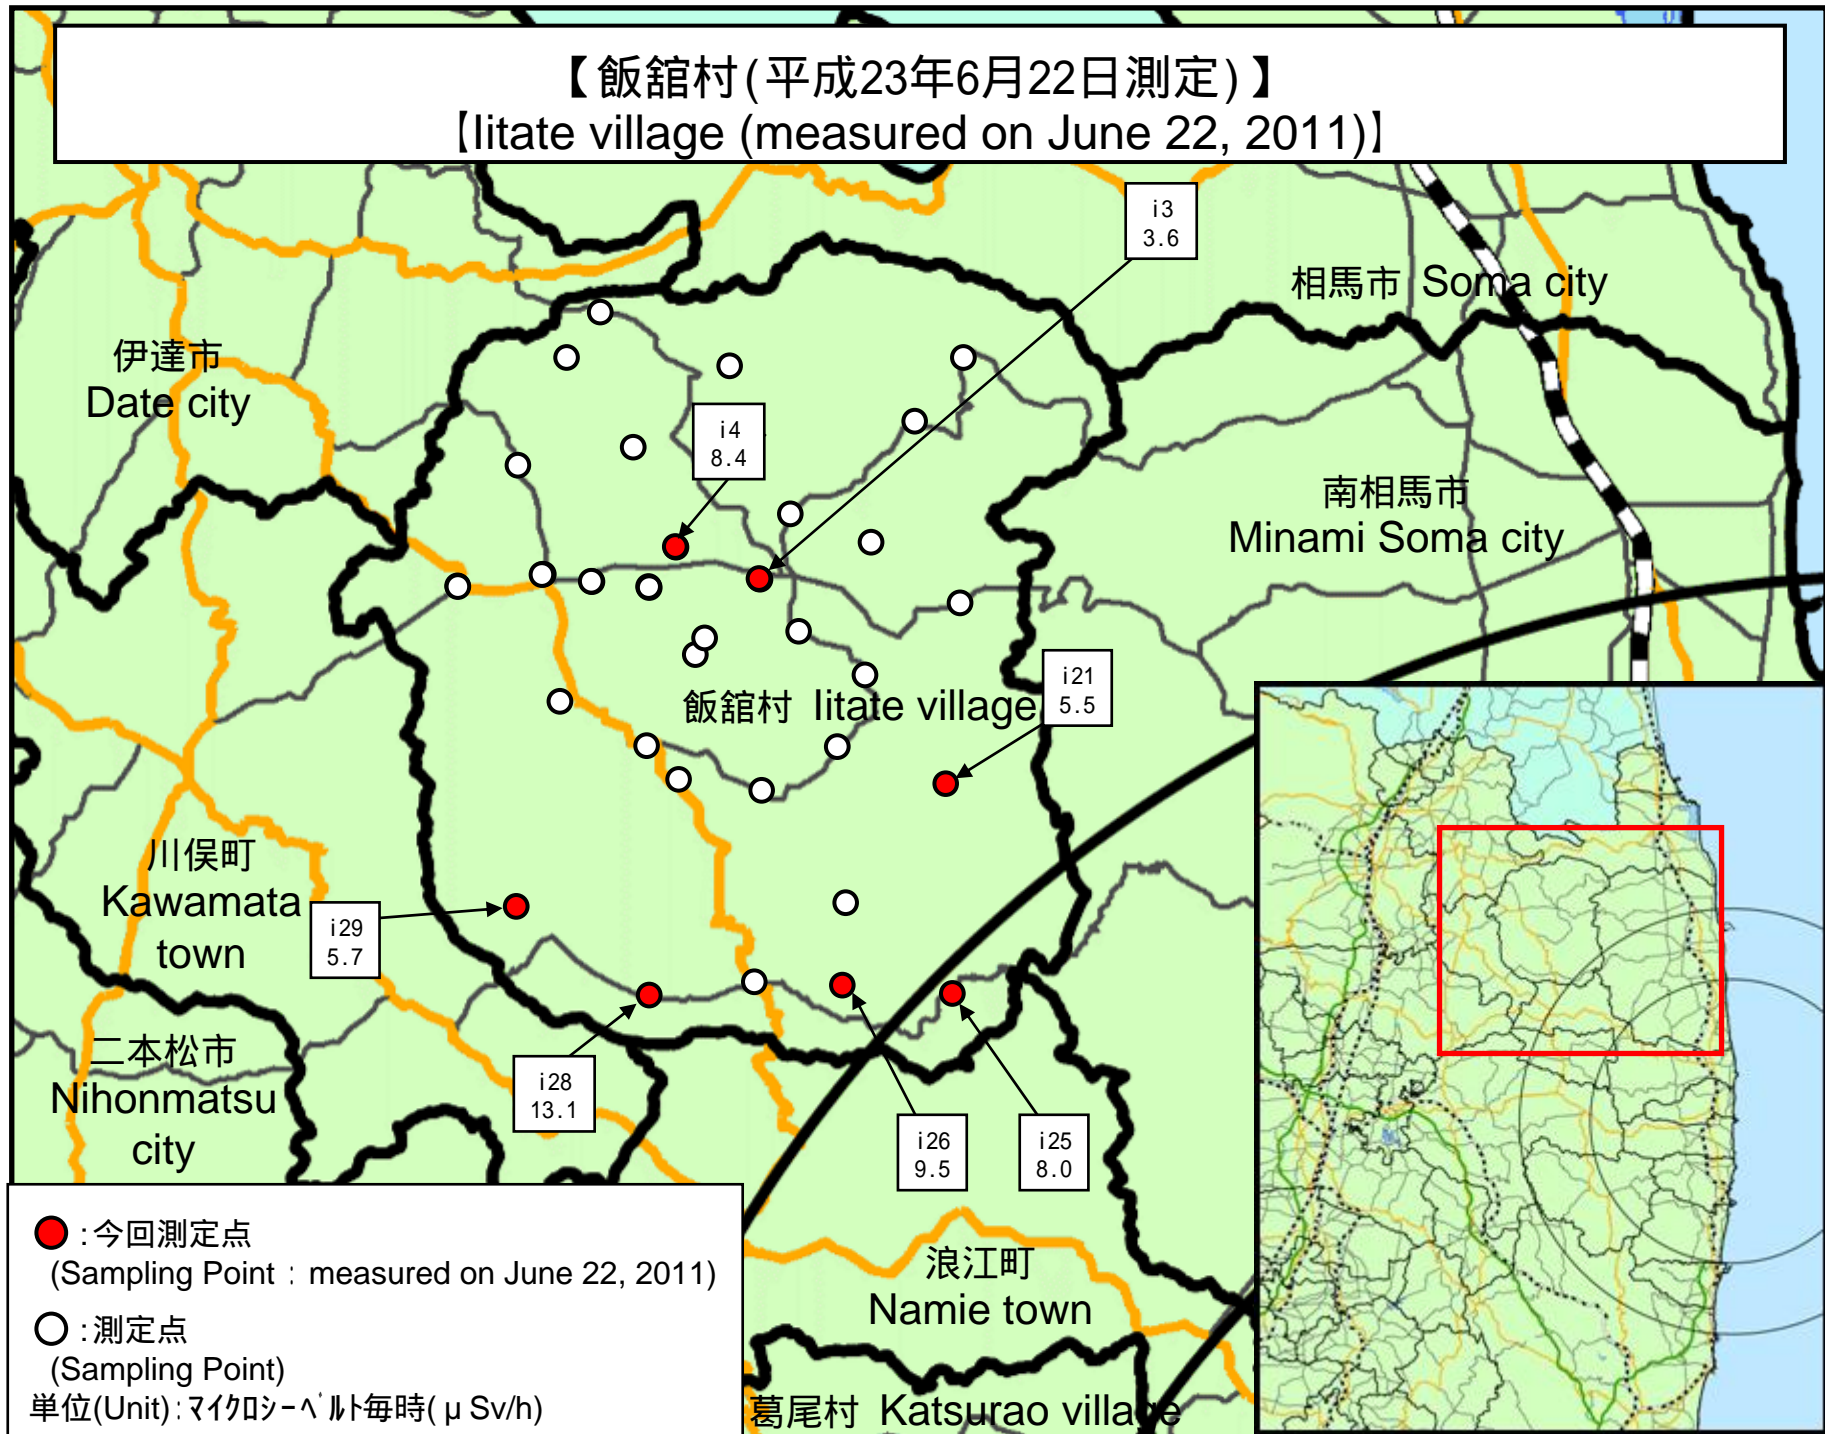 【飯舘村(平成23年6月22日測定)】
【Iitate village (measured on June 22, 2011)】
i3
3.6
相馬市 Soma city
伊達市
Date city
i4
8.4
南相馬市
Minami Soma city
飯舘村 Iitate village
i21
5.5
川俣町
Kawamata
town
i29
5.7
二本松市
Nihonmatsu
city
i28
13.1
i26
9.5
i25
8.0
浪江町
Namie town
葛尾村 Katsurao village
:今回測定点
(Sampling Point : measured on June 22, 2011)
:測定点
(Sampling Point)
単位(Unit):マイクロシーベルト毎時(μSv/h)